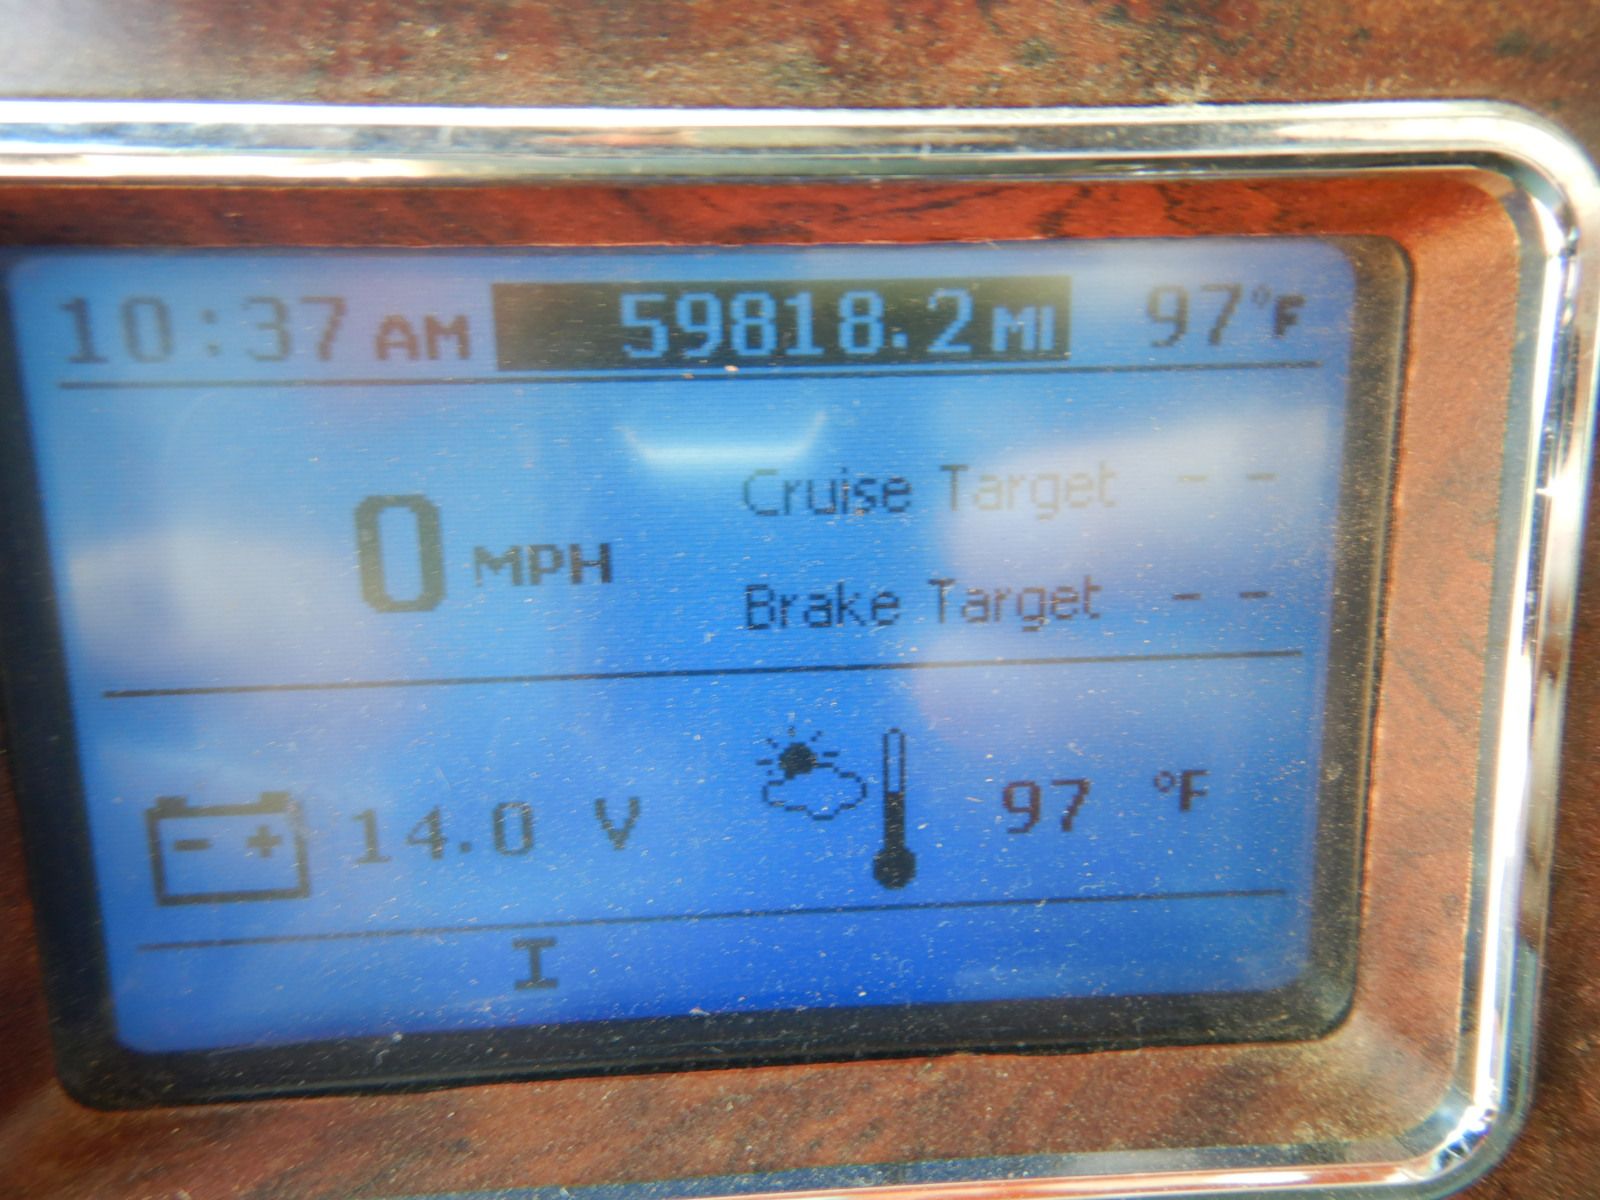 10:37 AM 59818.2 MI 97°F
Cruise Target - -
0 MPH
Brake Target - -
- + 14.0 V 97 °F
I